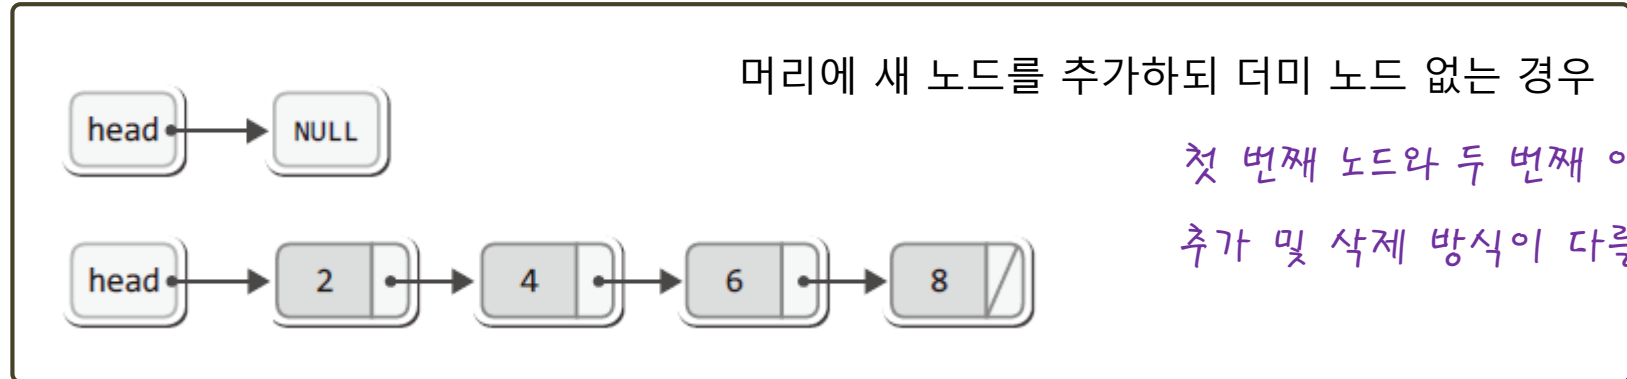 머리에 새 노드를 추가하되 더미 노드 없는 경우
head NULL
첫 번째 노드와 두 번째
추가 및 삭제 방식이
head 2 4 6 8